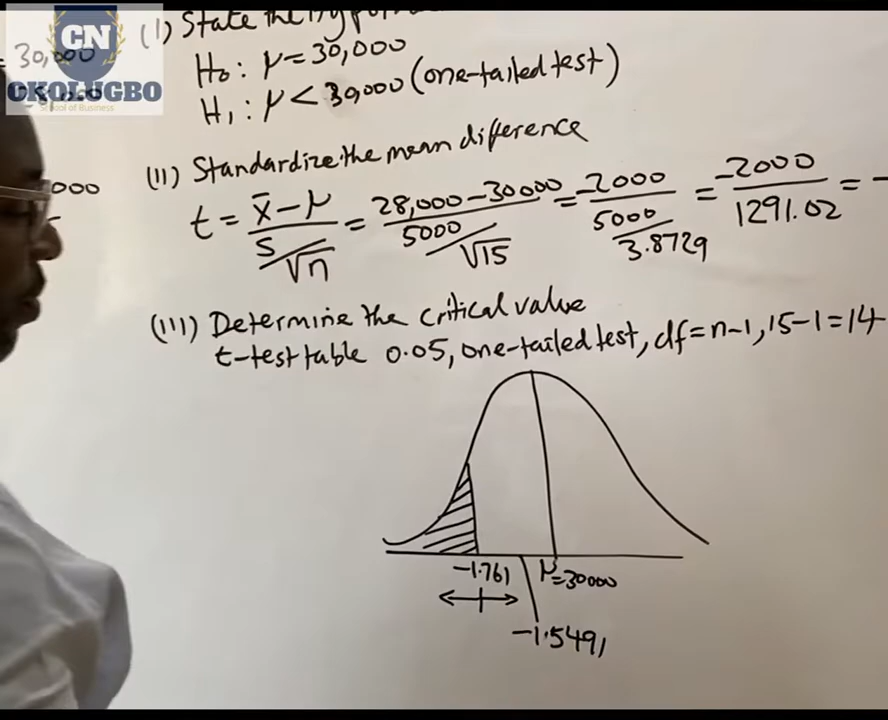 CN
OKOLUGBO
School of Business
= 30,000
000
(I) State the
H₀: μ = 30,000
H₁: μ < 30,000 (one-tailed test)
(II) Standardize the mean difference
t = x̄ - μ / S/√n = 28,000 - 30000 / 5000/√15 = -2000 / 5000/3.8729 = -2000 / 1291.02 = -
(III) Determine the critical value
t-test table 0.05, one-tailed test, df = n-1, 15-1 = 14
-1.761
μ=30000
-1.5491